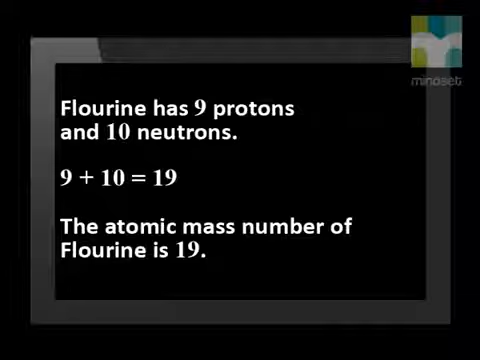 mindset
Flourine has 9 protons
and 10 neutrons.
9 + 10 = 19
The atomic mass number of
Flourine is 19.